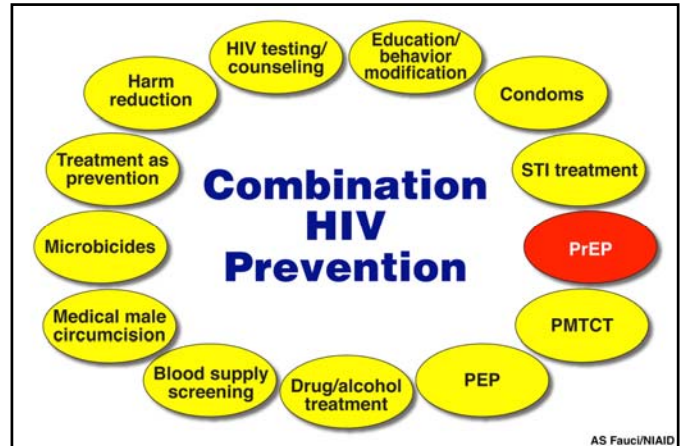 HIV testing/
counseling
Education/
behavior
modification
Condoms
STI treatment
PrEP
PMTCT
PEP
Drug/alcohol
treatment
Blood supply
screening
Medical male
circumcision
Microbicides
Treatment as
prevention
Harm
reduction
Combination
HIV
Prevention
AS Fauci/NIAID